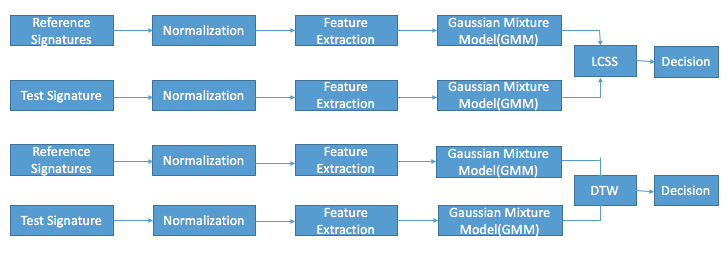 Reference
Signatures
Normalization
Feature
Extraction
Gaussian Mixture
Model(GMM)
LCSS
Decision
Test Signature
Normalization
Feature
Extraction
Gaussian Mixture
Model(GMM)
Reference
Signatures
Normalization
Feature
Extraction
Gaussian Mixture
Model(GMM)
DTW
Decision
Test Signature
Normalization
Feature
Extraction
Gaussian Mixture
Model(GMM)